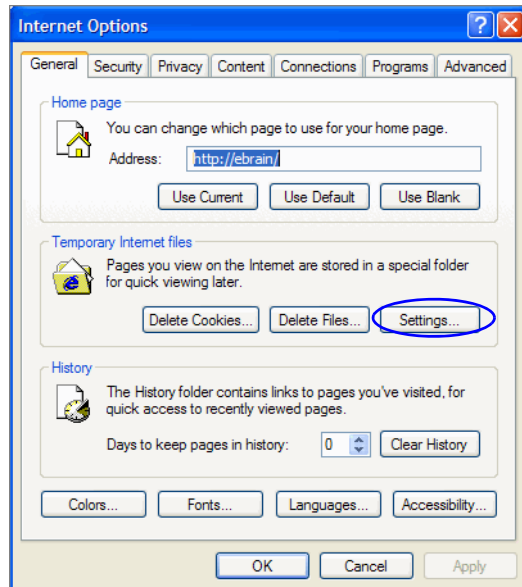 Internet Options
General Security Privacy Content Connections Programs Advanced
Home page
You can change which page to use for your home page.
Address: http://ebrain/
Use Current Use Default Use Blank
Temporary Internet files
Pages you view on the Internet are stored in a special folder
for quick viewing later.
Delete Cookies... Delete Files... Settings...
History
The History folder contains links to pages you've visited, for
quick access to recently viewed pages.
Days to keep pages in history: 0 Clear History
Colors... Fonts... Languages... Accessibility...
OK Cancel Apply